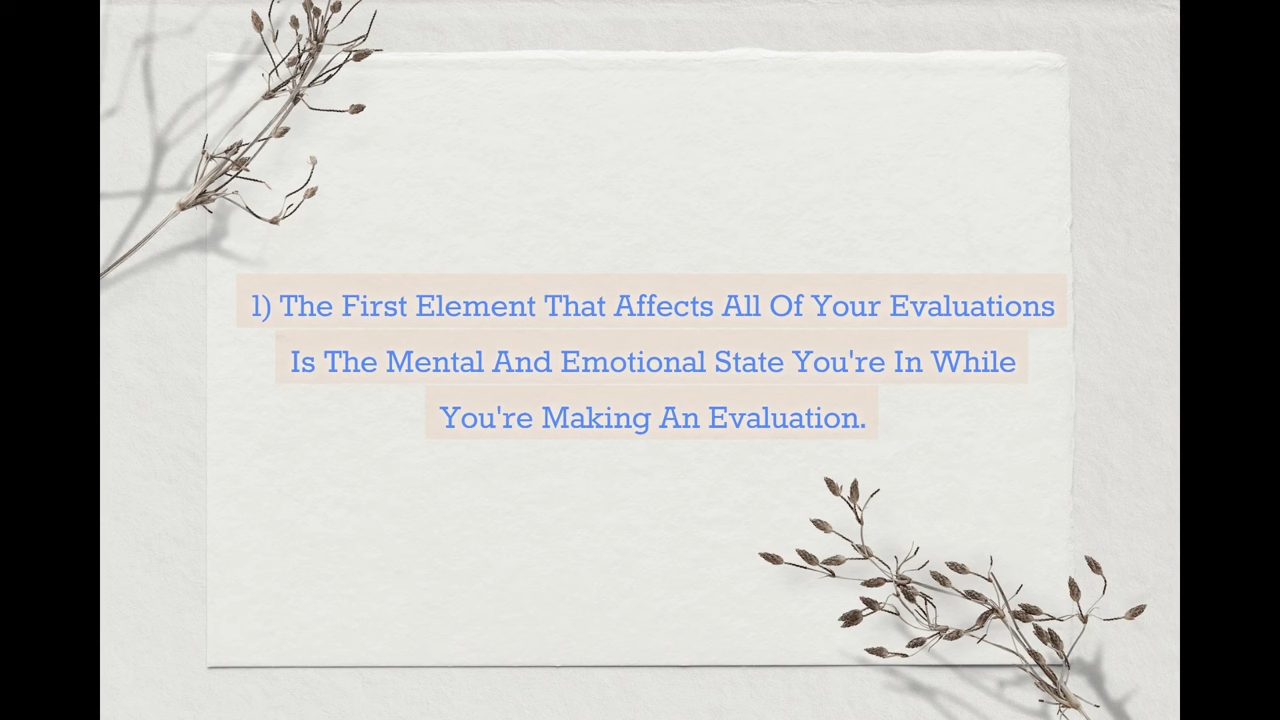 1) The First Element That Affects All Of Your Evaluations
Is The Mental And Emotional State You're In While
You're Making An Evaluation.